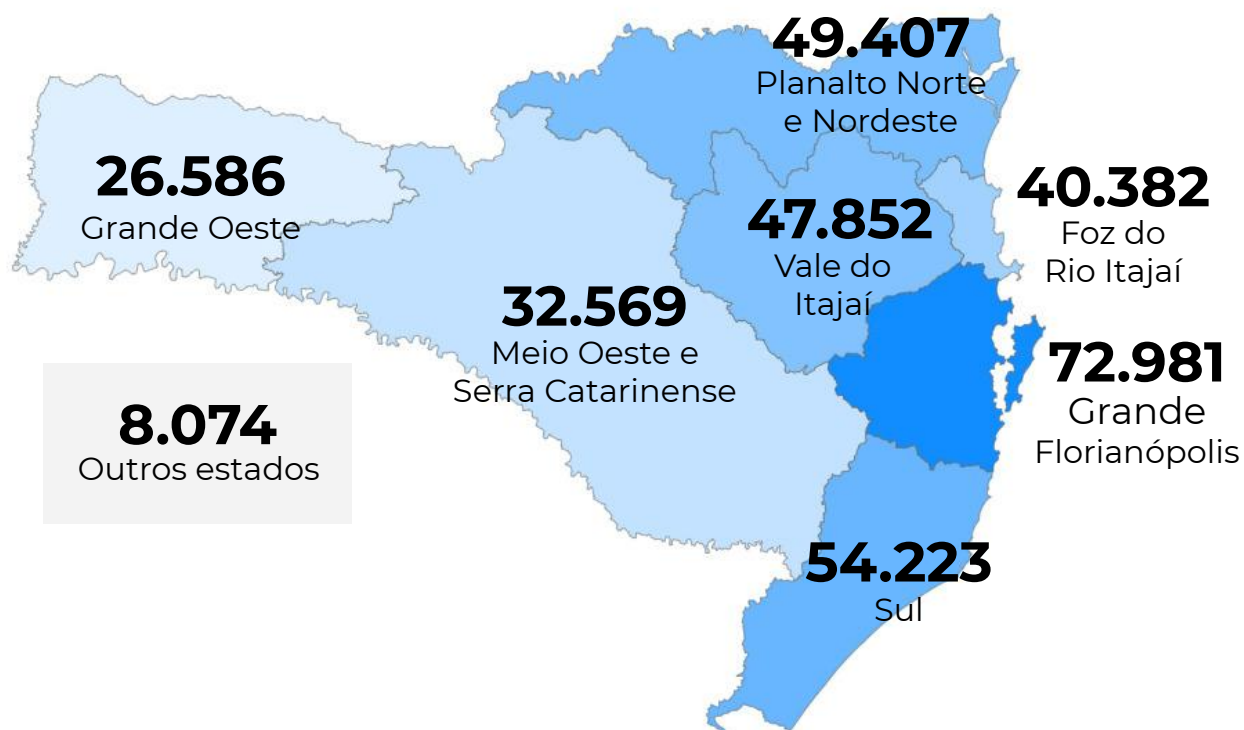 49.407
Planalto Norte
e Nordeste
26.586
Grande Oeste
47.852
Vale do
Itajaí
40.382
Foz do
Rio Itajaí
32.569
Meio Oeste e
Serra Catarinense
72.981
Grande
Florianópolis
8.074
Outros estados
54.223
Sul